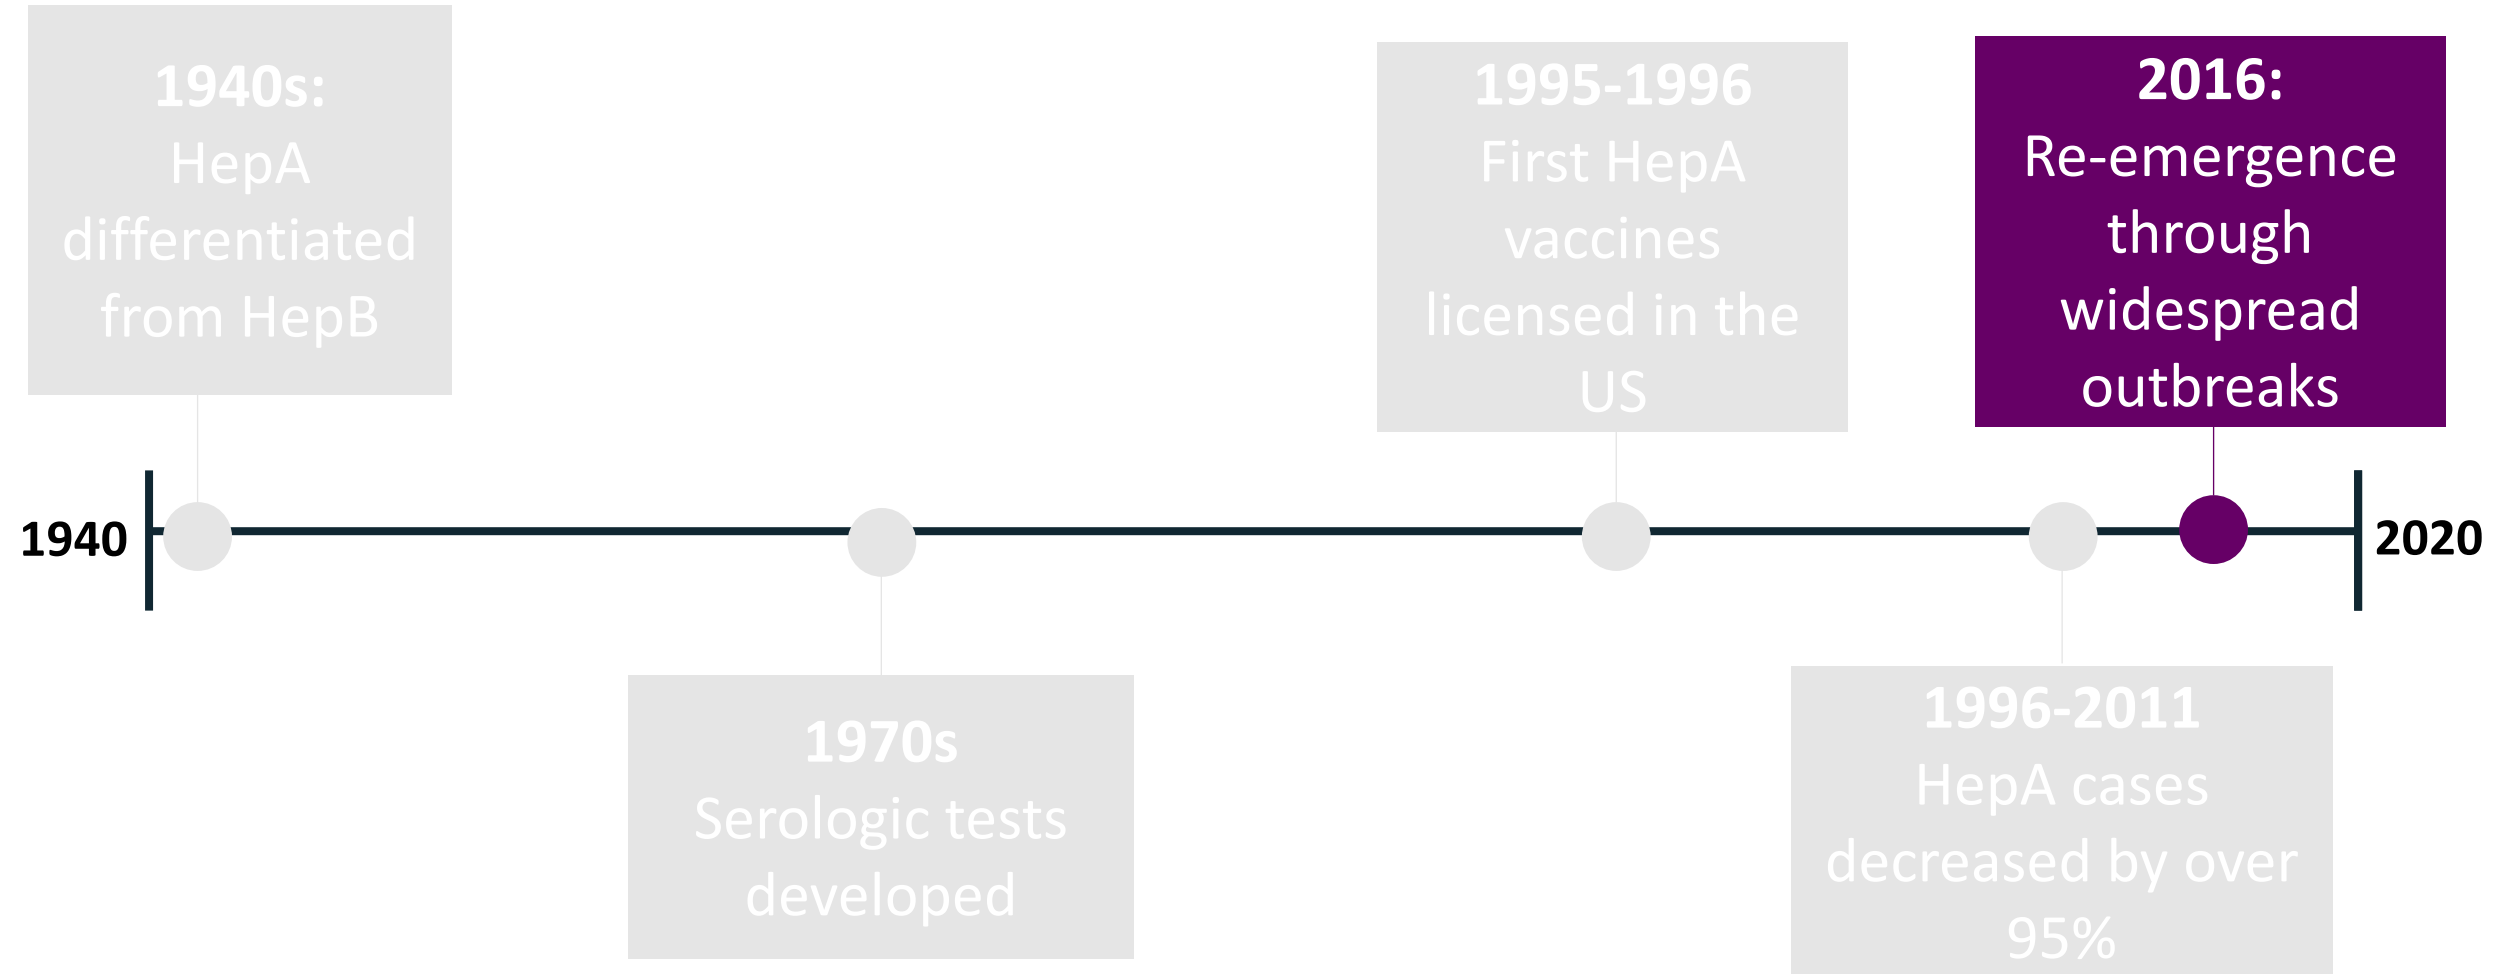 1940s:
HepA
differentiated
from HepB
1995-1996
First HepA
vaccines
licensed in the
US
2016:
Re-emergence
through
widespread
outbreaks
1940
2020
1970s
Serologic tests
developed
1996-2011
HepA cases
decreased by over
95%